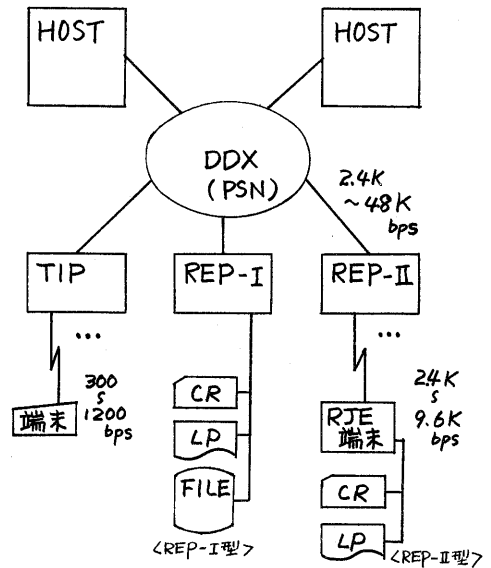 HOST
HOST
DDX
(PSN)
2.4K
～48K
bps
TIP
REP-I
REP-II
...
...
300
s
1200
bps
端末
CR
LP
FILE
<REP-I型>
2.4K
s
9.6K
bps
RJE
端末
CR
LP
<REP-II型>